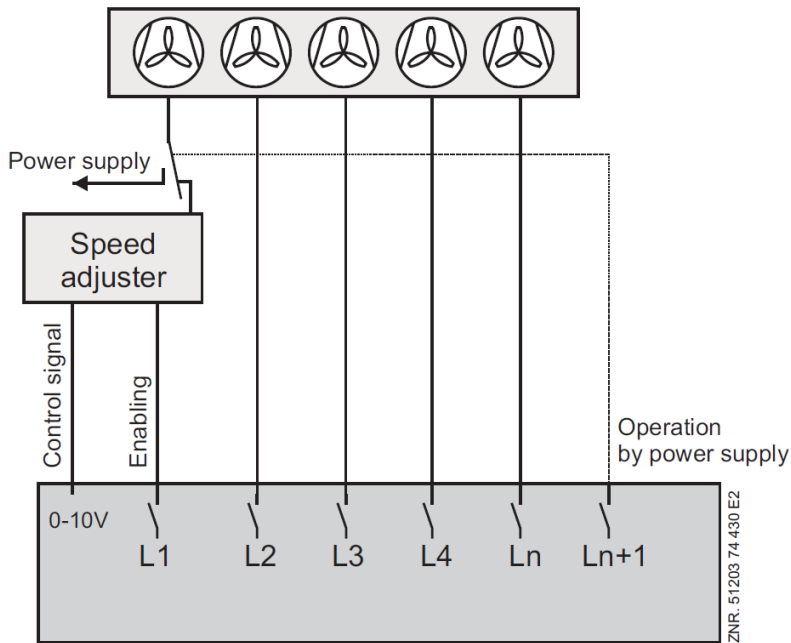 Power supply
Speed
adjuster
Control signal
Enabling
Operation
by power supply
0-10V
L1
L2
L3
L4
Ln
Ln+1
ZNR. 51203 74 430 E2